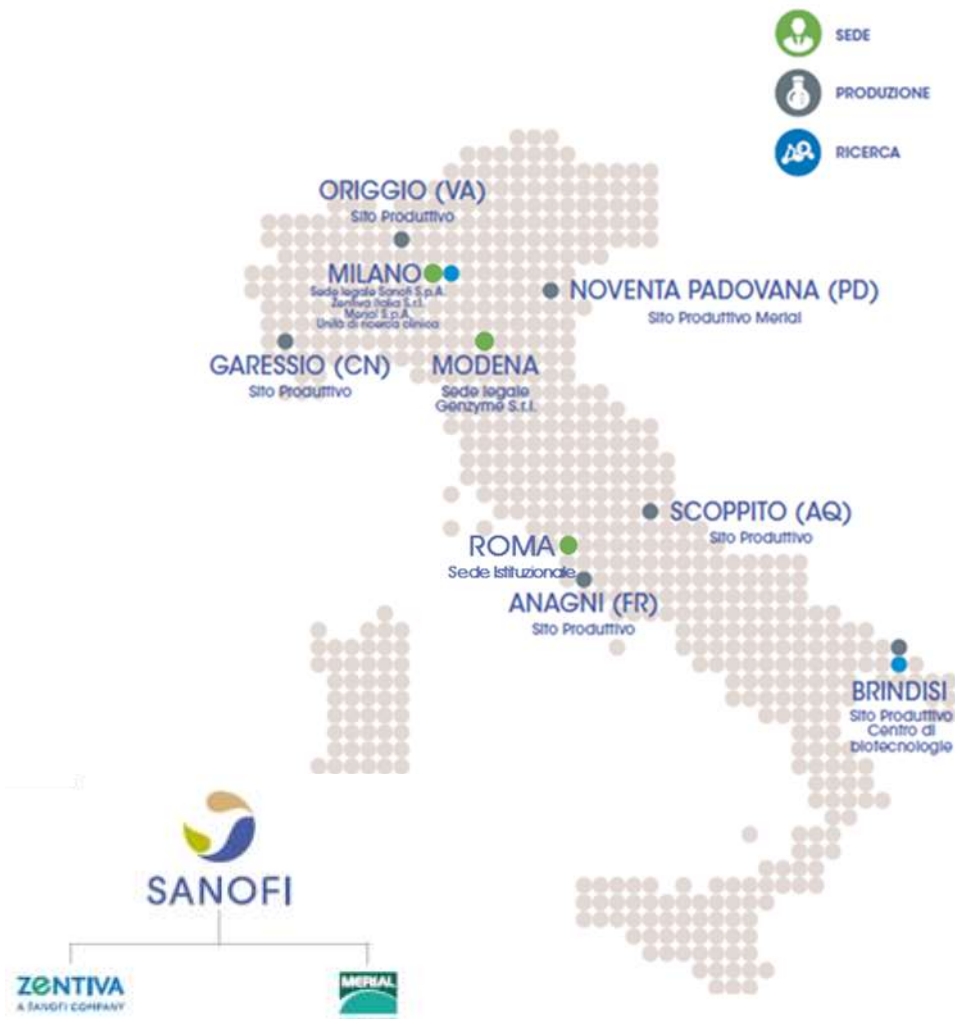 SEDE
PRODUZIONE
RICERCA
ORIGGIO (VA)
Sito Produttivo
MILANO
Sede legale Sanofi S.p.A.
Zentiva Italia S.r.l.
Merial S.p.A.
Unità di ricerca clinica
NOVENTA PADOVANA (PD)
Sito Produttivo Merial
GARESSIO (CN)
Sito Produttivo
MODENA
Sede legale
Genzyme S.r.l.
SCOPPITO (AQ)
Sito Produttivo
ROMA
Sede Istituzionale
ANAGNI (FR)
Sito Produttivo
BRINDISI
Sito Produttivo
Centro di
biotecnologie
SANOFI
ZENTIVA
A SANOFI COMPANY
MERIAL